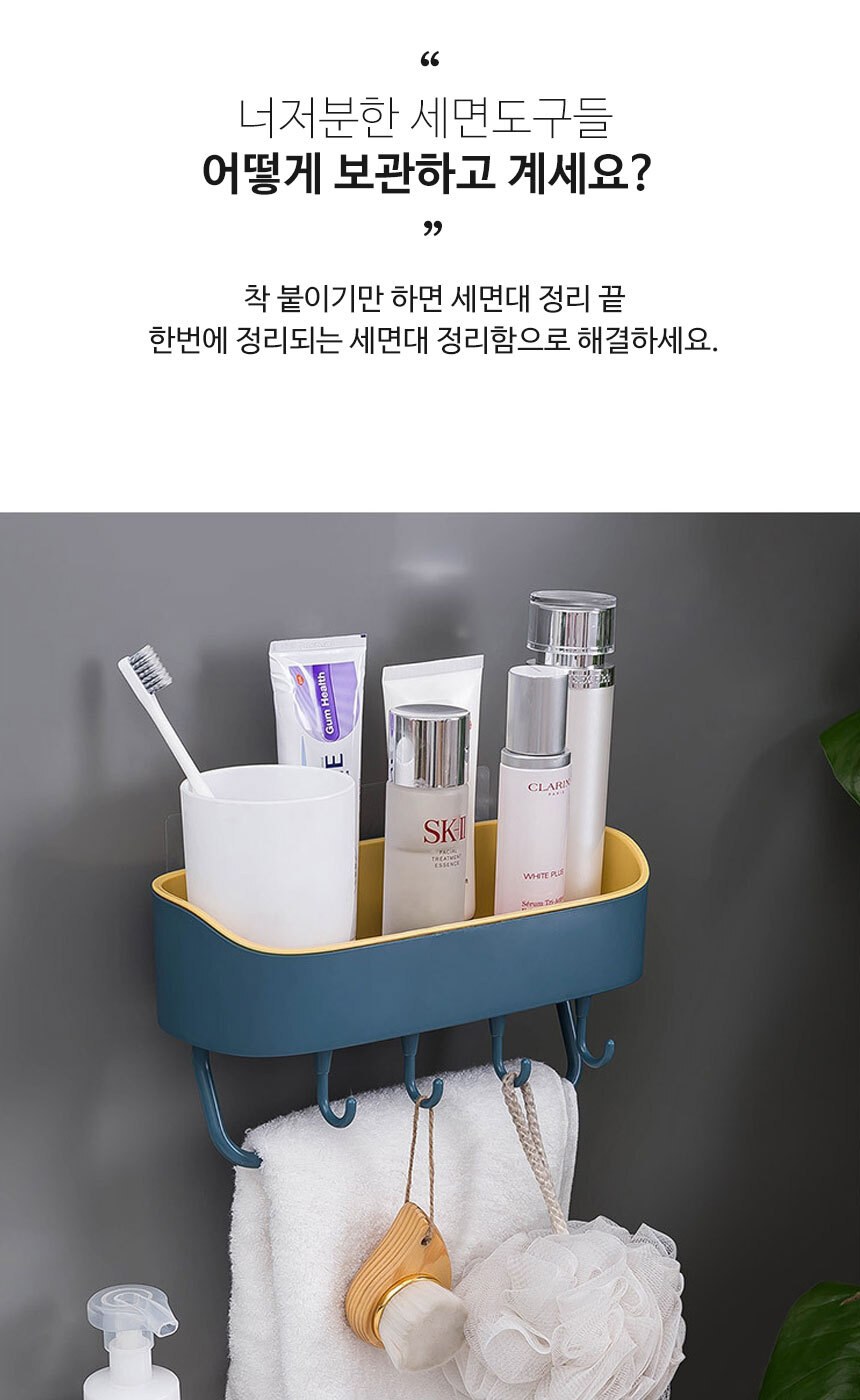 “
너저분한 세면도구들
어떻게 보관하고 계세요?
”
착 붙이기만 하면 세면대 정리 끝
한번에 정리되는 세면대 정리함으로 해결하세요.
Gum Health
SK-II
FACIAL
TREATMENT
ESSENCE
CLARINS
PARIS
WHITE PLUS